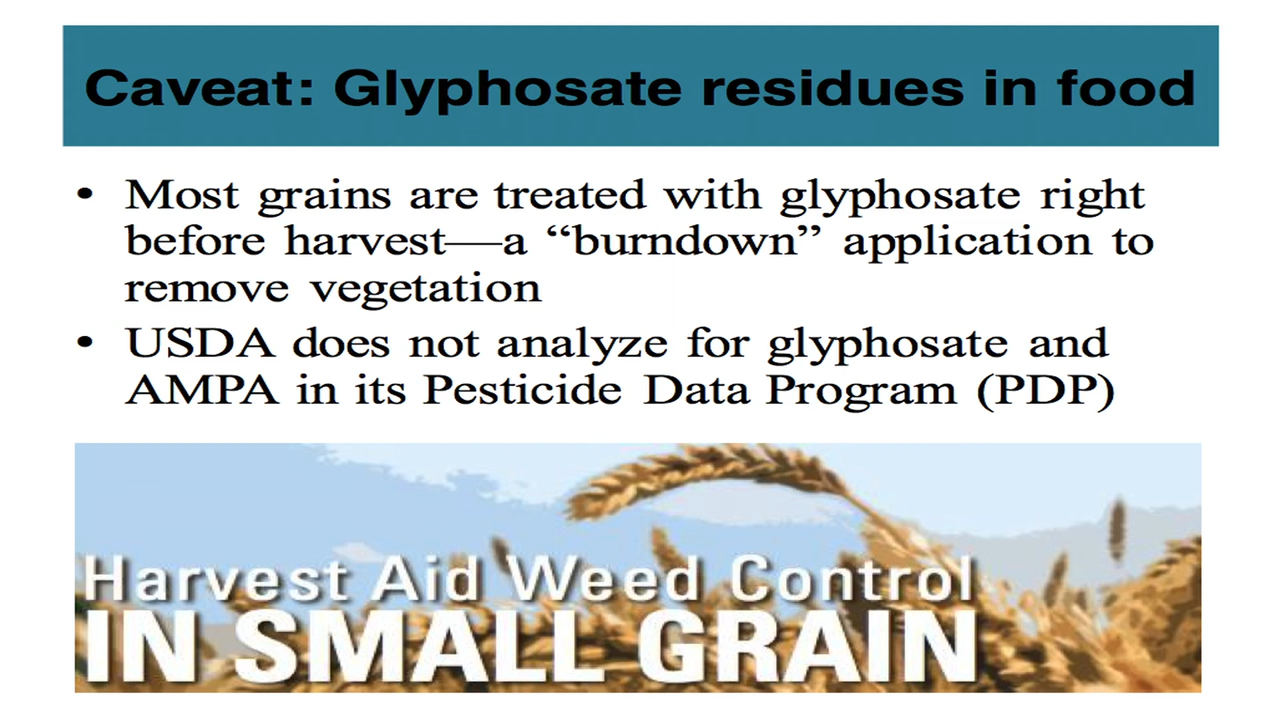 Caveat: Glyphosate residues in food
• Most grains are treated with glyphosate right
before harvest—a “burndown” application to
remove vegetation
• USDA does not analyze for glyphosate and
AMPA in its Pesticide Data Program (PDP)
Harvest Aid Weed Control
IN SMALL GRAIN